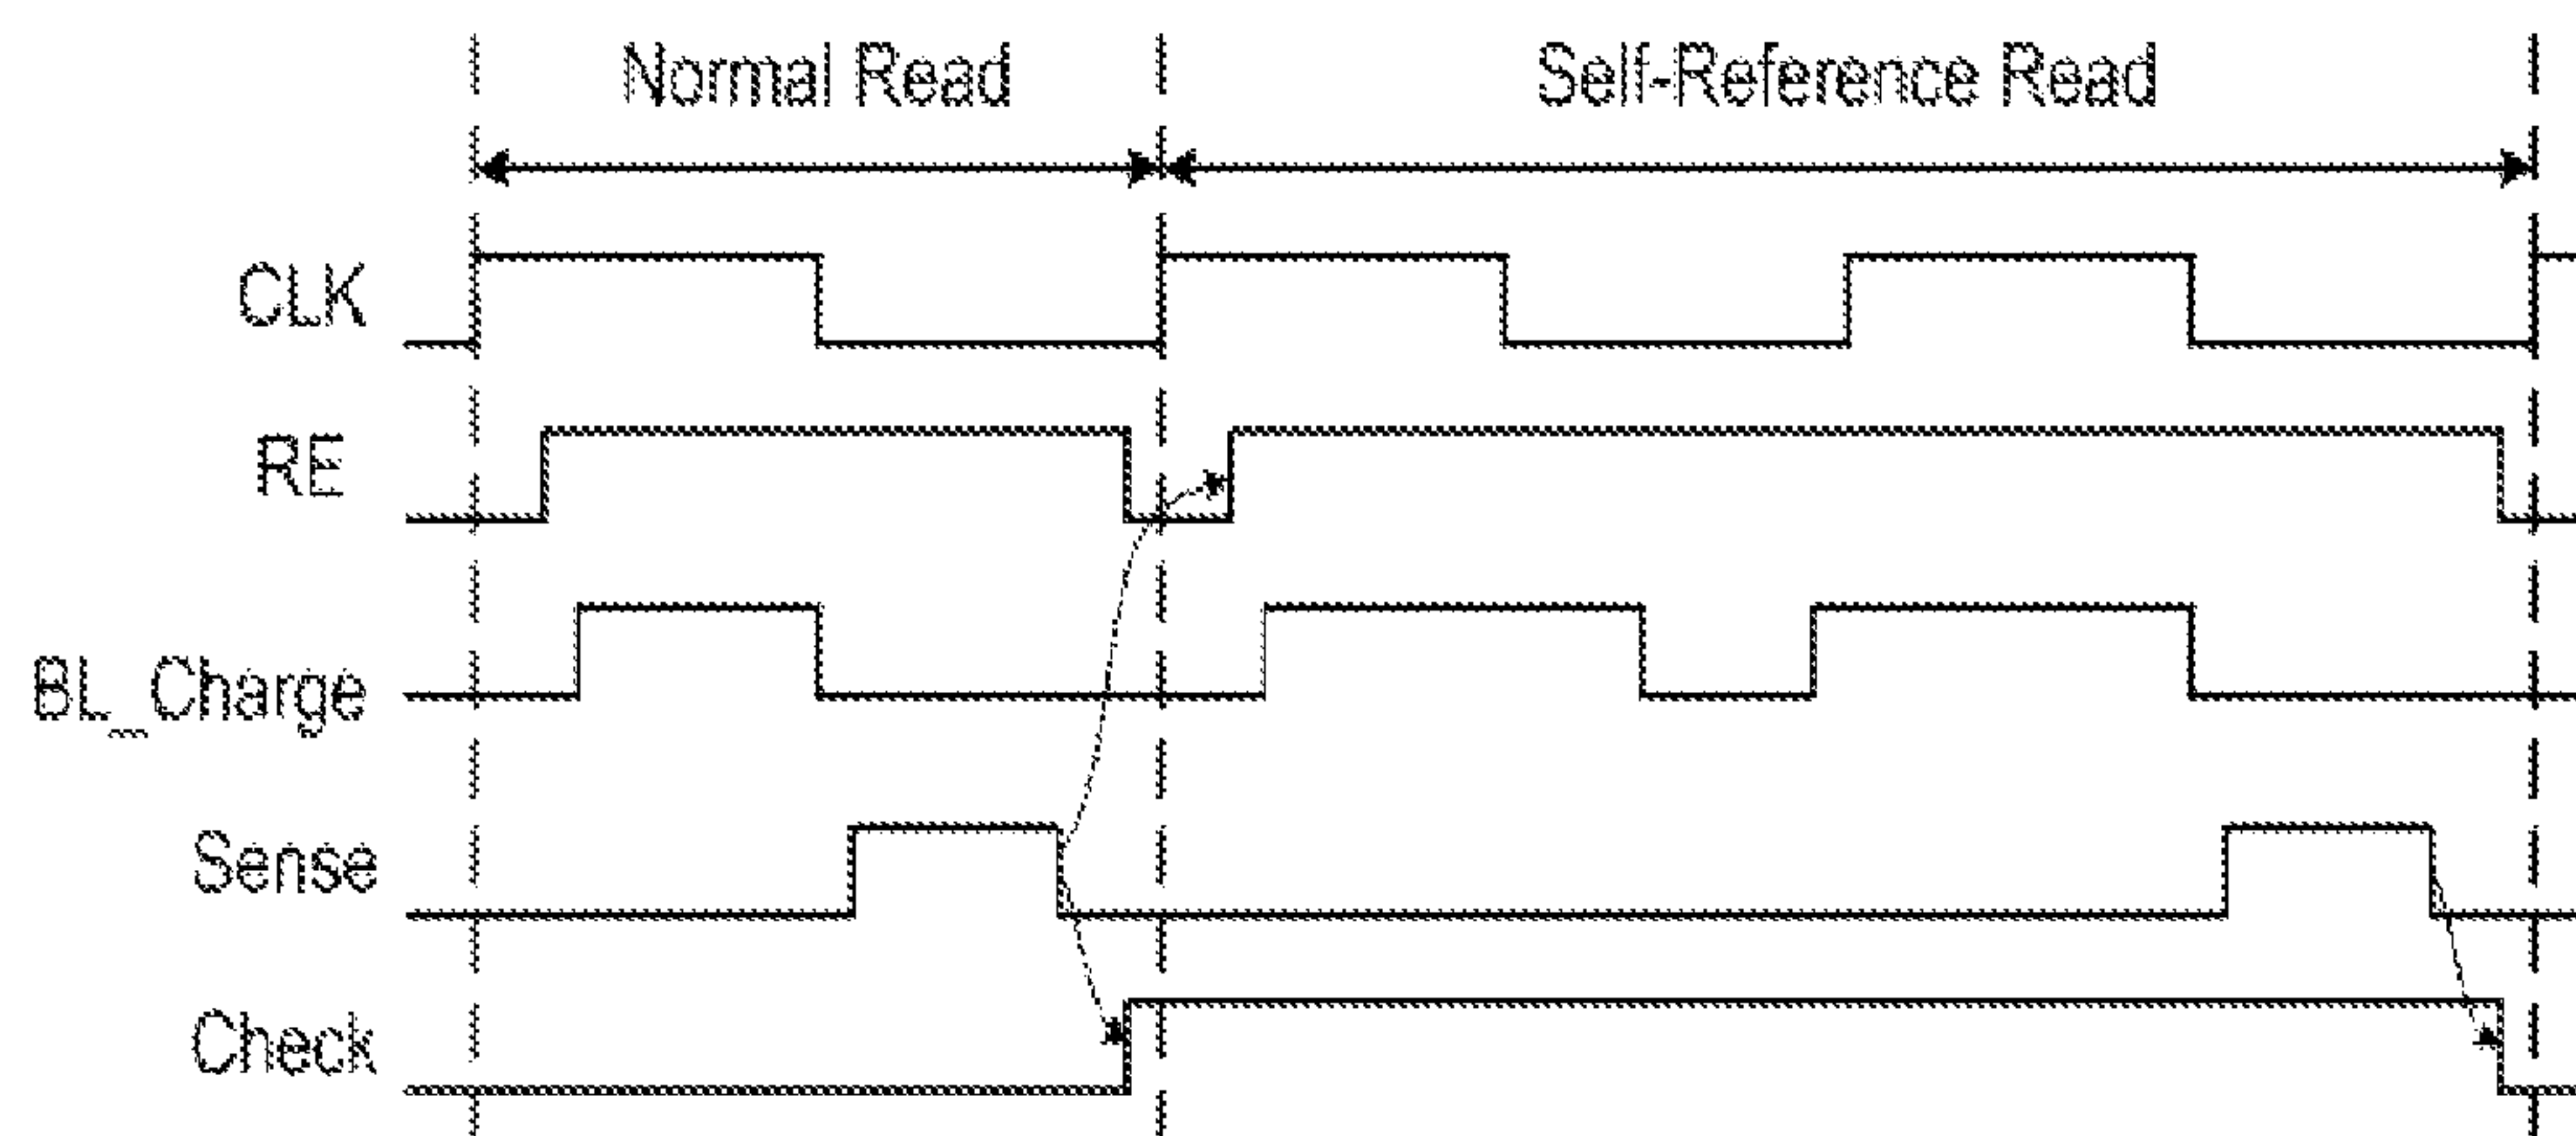 Normal Read
Self-Reference Read
CLK
RE
BL_Charge
Sense
Check